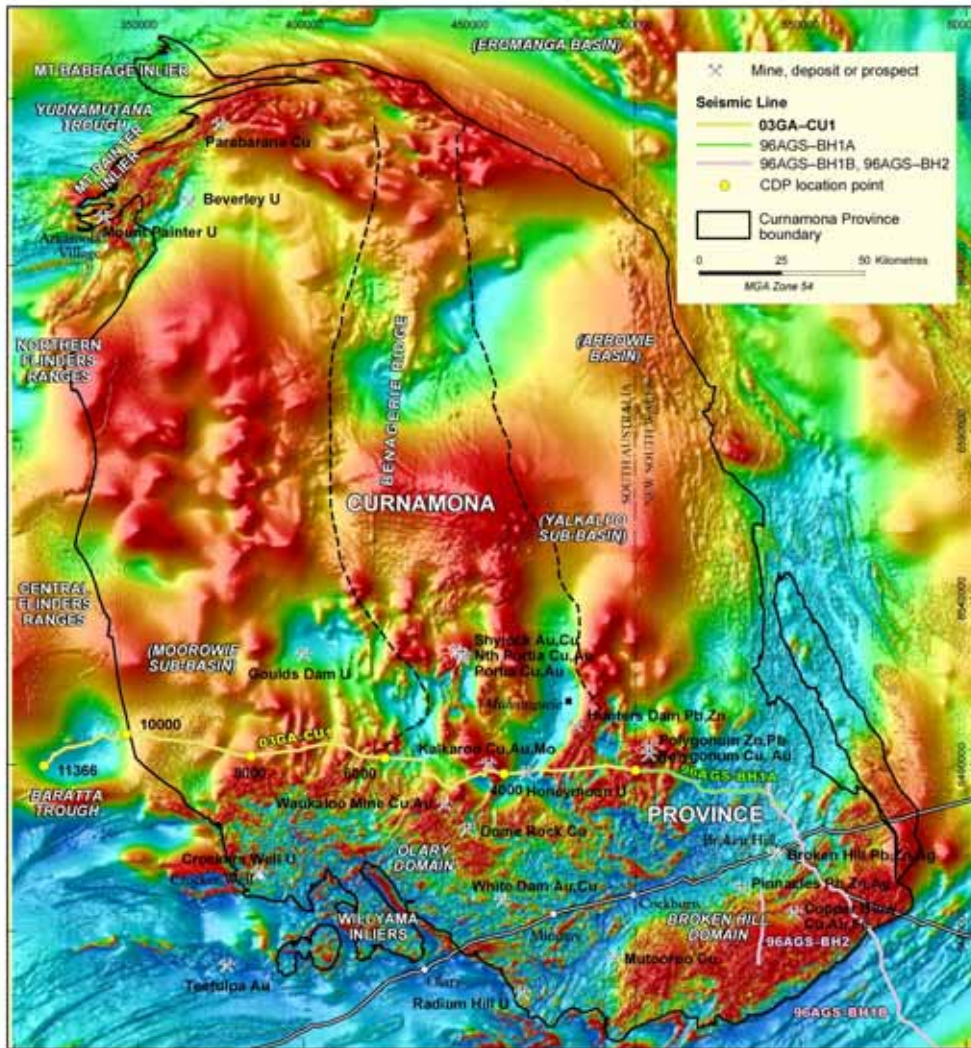 350000
400000
450000
(EROMANGA BASIN)
MT BABBAGE INLIER
YUDNAMUTANA
TROUGH
MT PAINTER
INLIER
Parabarana Cu
Beverley U
Mount Painter U
Arkaroola
Village
Mine, deposit or prospect
Seismic Line
03GA–CU1
96AGS–BH1A
96AGS–BH1B, 96AGS–BH2
CDP location point
Curnamona Province
boundary
0 25 50 Kilometres
MGA Zone 54
NORTHERN
FLINDERS
RANGES
BENAGERIE RIDGE
(ARROWIE
BASIN)
SOUTH AUSTRALIA
NEW SOUTH WALES
CURNAMONA
(YALKALPO
SUB-BASIN)
CENTRAL
FLINDERS
RANGES
(MOOROWIE
SUB-BASIN)
Goulds Dam U
Nth Portia Cu,Au
Portia Cu,Au
Hunters Dam Pb,Zn
10000
03GA–CU1
11366
8000
6000
Kalkaroo Cu,Au,Mo
Polygonum Zn,Pb
Polygonum Cu, Au
96AGS–BH1A
4000
Honeymoon U
BARATTA
TROUGH
Waukaloo Mine Cu,Au
PROVINCE
Dome Rock Cu
Broken Hill
OLARY
DOMAIN
Crockers Well U
Broken Hill Pb,Zn,Ag
White Dam Au,Cu
Pinnacles Pb,Zn,Ag
Cockburn
WILLYAMA
INLIERS
BROKEN HILL
DOMAIN
Mingary
96AGS–BH2
Mutooroo Cu
Teetulpa Au
Olary
Radium Hill U
96AGS–BH1B